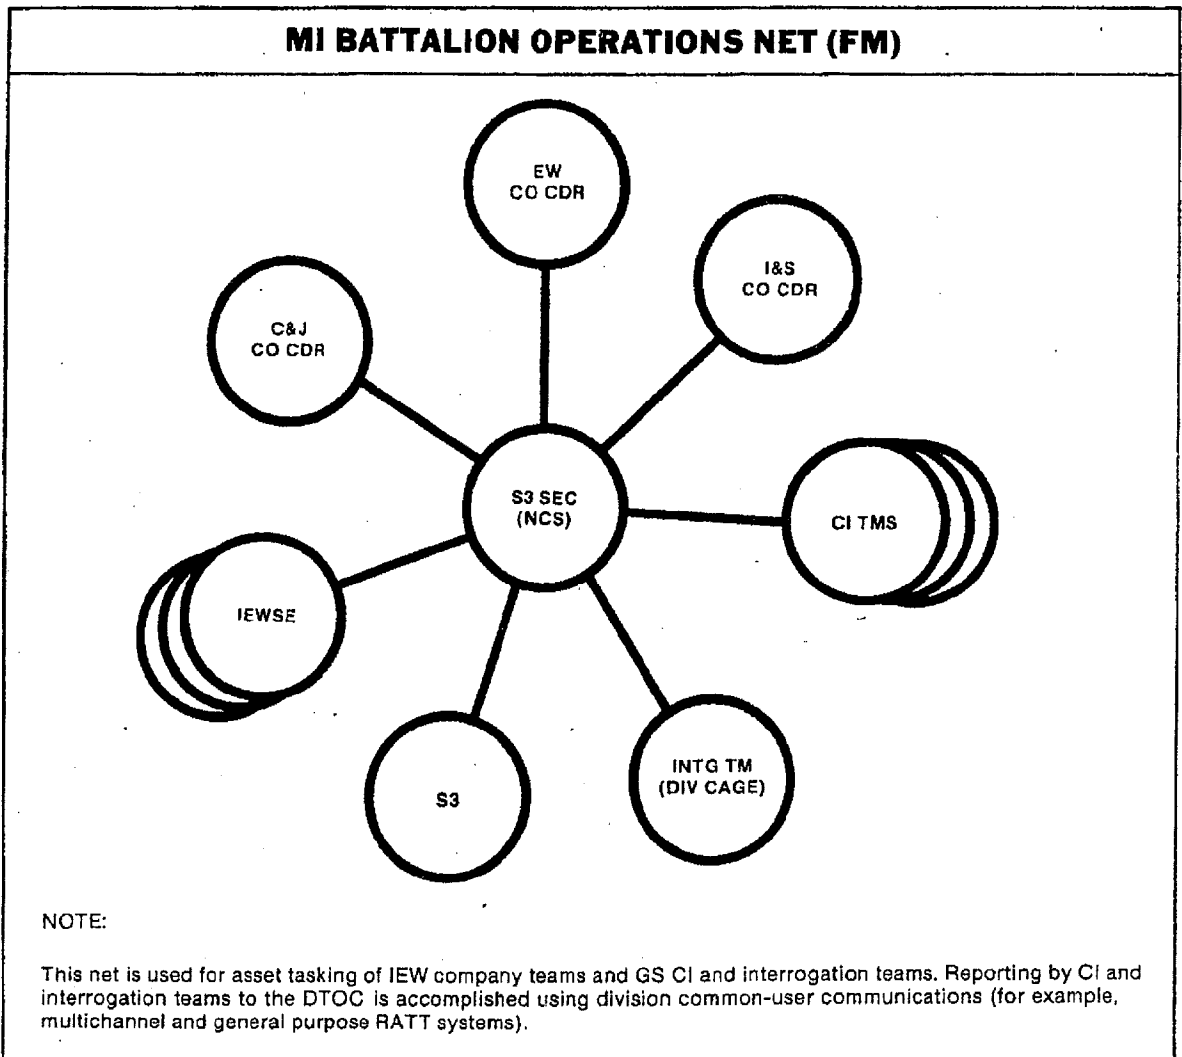 MI BATTALION OPERATIONS NET (FM)
EW
CO CDR
I&S
CO CDR
C&J
CO CDR
S3 SEC
(NCS)
CI TMS
IEWSE
S3
INTG TM
(DIV CAGE)
NOTE:
This net is used for asset tasking of IEW company teams and GS CI and interrogation teams. Reporting by CI and
interrogation teams to the DTOC is accomplished using division common-user communications (for example,
multichannel and general purpose RATT systems).